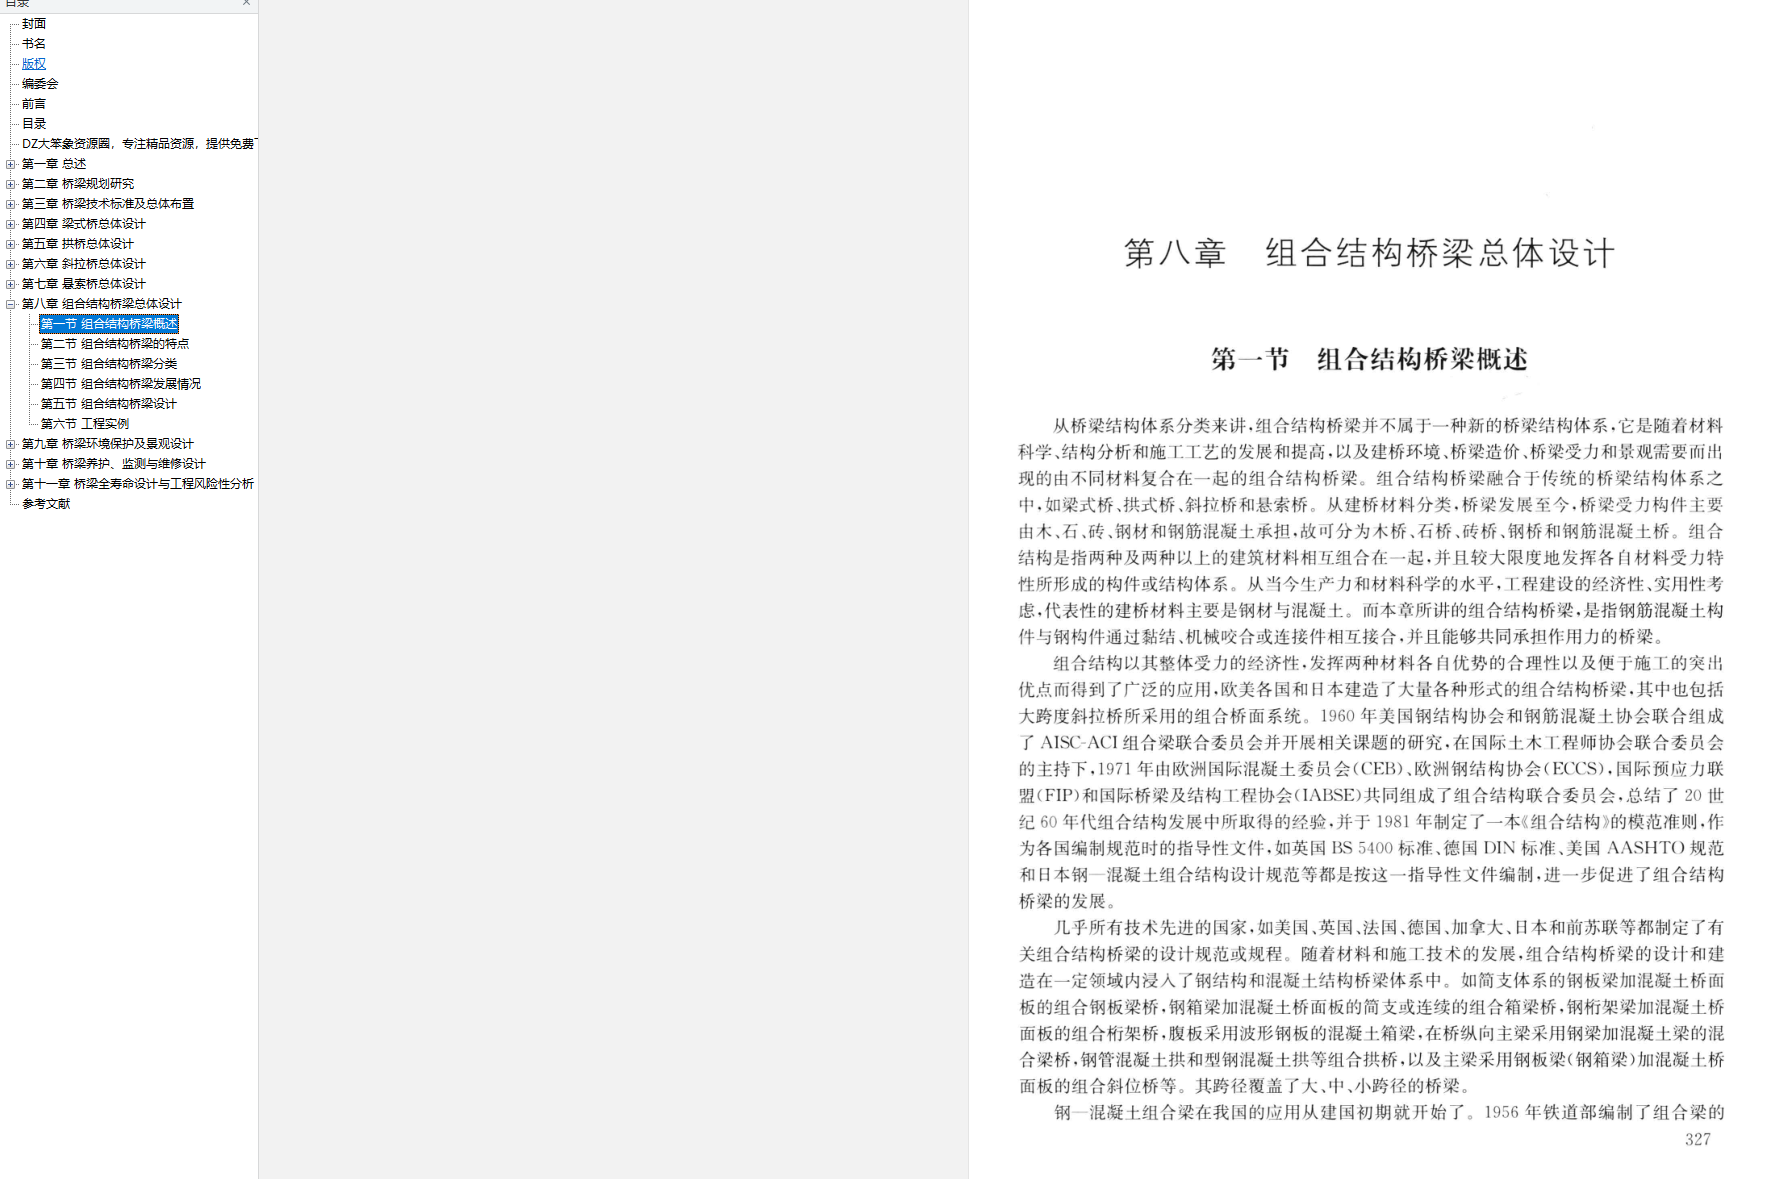 目录
封面
书名
版权
编委会
前言
目录
DZ大笨象资源圈，专注精品资源，提供免费
第一章 总述
第二章 桥梁规划研究
第三章 桥梁技术标准及总体布置
第四章 梁式桥总体设计
第五章 拱桥总体设计
第六章 斜拉桥总体设计
第七章 悬索桥总体设计
第八章 组合结构桥梁总体设计
第一节 组合结构桥梁概述
第二节 组合结构桥梁的特点
第三节 组合结构桥梁分类
第四节 组合结构桥梁发展情况
第五节 组合结构桥梁设计
第六节 工程实例
第九章 桥梁环境保护及景观设计
第十章 桥梁养护、监测与维修设计
第十一章 桥梁全寿命设计与工程风险性分析
参考文献
第八章 组合结构桥梁总体设计
第一节 组合结构桥梁概述
从桥梁结构体系分类来讲,组合结构桥梁并不属于一种新的桥梁结构体系,它是随着材料
科学、结构分析和施工工艺的发展和提高,以及建桥环境、桥梁造价、桥梁受力和景观需要而出
现的由不同材料复合在一起的组合结构桥梁。组合结构桥梁融合于传统的桥梁结构体系之
中,如梁式桥、拱式桥、斜拉桥和悬索桥。从建桥材料分类,桥梁发展至今,桥梁受力构件主要
由木、石、砖、钢材和钢筋混凝土承担,故可分为木桥、石桥、砖桥、钢桥和钢筋混凝土桥。组合
结构是指两种及两种以上的建筑材料相互组合在一起,并且较大限度地发挥各自材料受力特
性所形成的构件或结构体系。从当今生产力和材料科学的水平,工程建设的经济性、实用性考
虑,代表性的建桥材料主要是钢材与混凝土。而本章所讲的组合结构桥梁,是指钢筋混凝土构
件与钢构件通过黏结、机械咬合或连接件相互接合,并且能够共同承担作用力的桥梁。
组合结构以其整体受力的经济性,发挥两种材料各自优势的合理性以及便于施工的突出
优点而得到了广泛的应用,欧美各国和日本建造了大量各种形式的组合结构桥梁,其中也包括
大跨度斜拉桥所采用的组合桥面系统。1960 年美国钢结构协会和钢筋混凝土协会联合组成
了 AISC-ACI 组合梁联合委员会并开展相关课题的研究,在国际土木工程师协会联合委员会
的主持下,1971 年由欧洲国际混凝土委员会(CEB)、欧洲钢结构协会(ECCS),国际预应力联
盟(FIP)和国际桥梁及结构工程协会(IABSE)共同组成了组合结构联合委员会,总结了 20 世
纪 60 年代组合结构发展中所取得的经验,并于 1981 年制定了一本《组合结构》的模范准则,作
为各国编制规范时的指导性文件,如英国 BS 5400 标准、德国 DIN 标准、美国 AASHTO 规范
和日本钢—混凝土组合结构设计规范等都是按这一指导性文件编制,进一步促进了组合结构
桥梁的发展。
几乎所有技术先进的国家,如美国、英国、法国、德国、加拿大、日本和前苏联等都制定了有
关组合结构桥梁的设计规范或规程。随着材料和施工技术的发展,组合结构桥梁的设计和建
造在一定领域内浸入了钢结构和混凝土结构桥梁体系中。如简支体系的钢板梁加混凝土桥面
板的组合钢板梁桥,钢箱梁加混凝土桥面板的简支或连续的组合箱梁桥,钢桁架梁加混凝土桥
面板的组合桁架桥,腹板采用波形钢板的混凝土箱梁,在桥纵向主梁采用钢梁加混凝土梁的混
合梁桥,钢管混凝土拱和型钢混凝土拱等组合拱桥,以及主梁采用钢板梁(钢箱梁)加混凝土桥
面板的组合斜位桥等。其跨径覆盖了大、中、小跨径的桥梁。
钢—混凝土组合梁在我国的应用从建国初期就开始了。1956 年铁道部编制了组合梁的
327